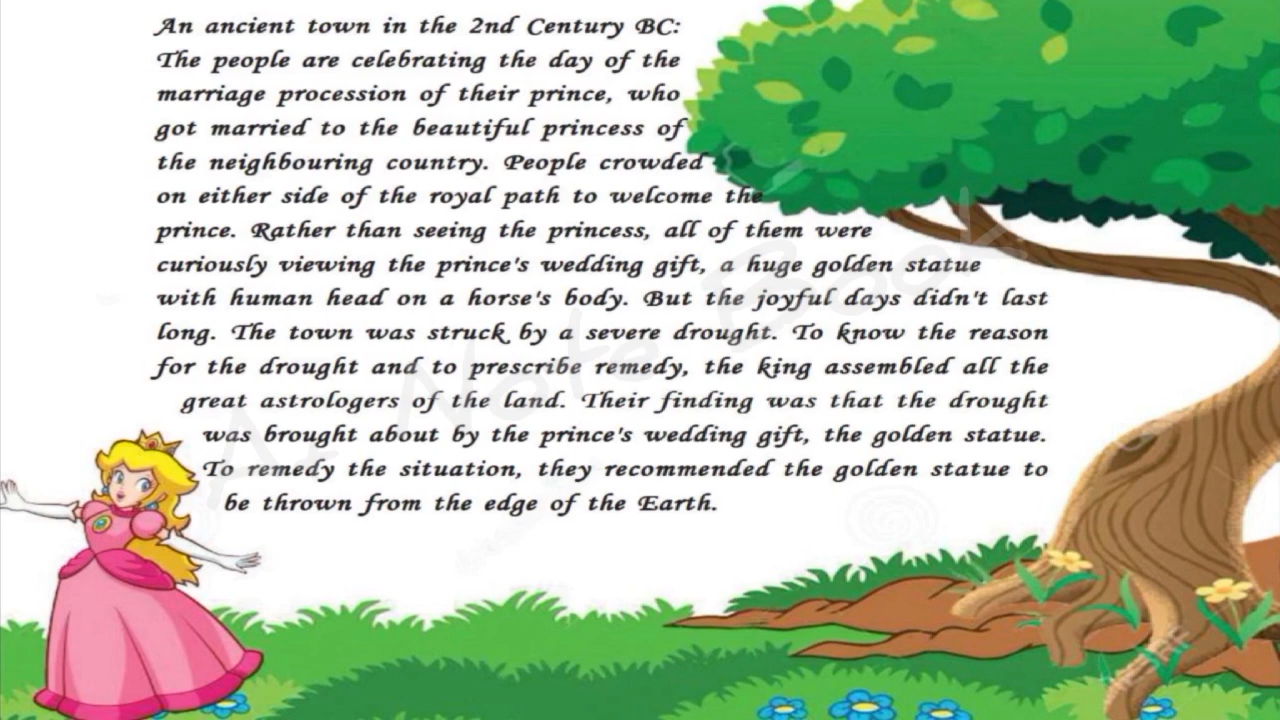 An ancient town in the 2nd Century BC:
The people are celebrating the day of the
marriage procession of their prince, who
got married to the beautiful princess of
the neighbouring country. People crowded
on either side of the royal path to welcome the
prince. Rather than seeing the princess, all of them were
curiously viewing the prince's wedding gift, a huge golden statue
with human head on a horse's body. But the joyful days didn't last
long. The town was struck by a severe drought. To know the reason
for the drought and to prescribe remedy, the king assembled all the
great astrologers of the land. Their finding was that the drought
was brought about by the prince's wedding gift, the golden statue.
To remedy the situation, they recommended the golden statue to
be thrown from the edge of the Earth.
Note Book